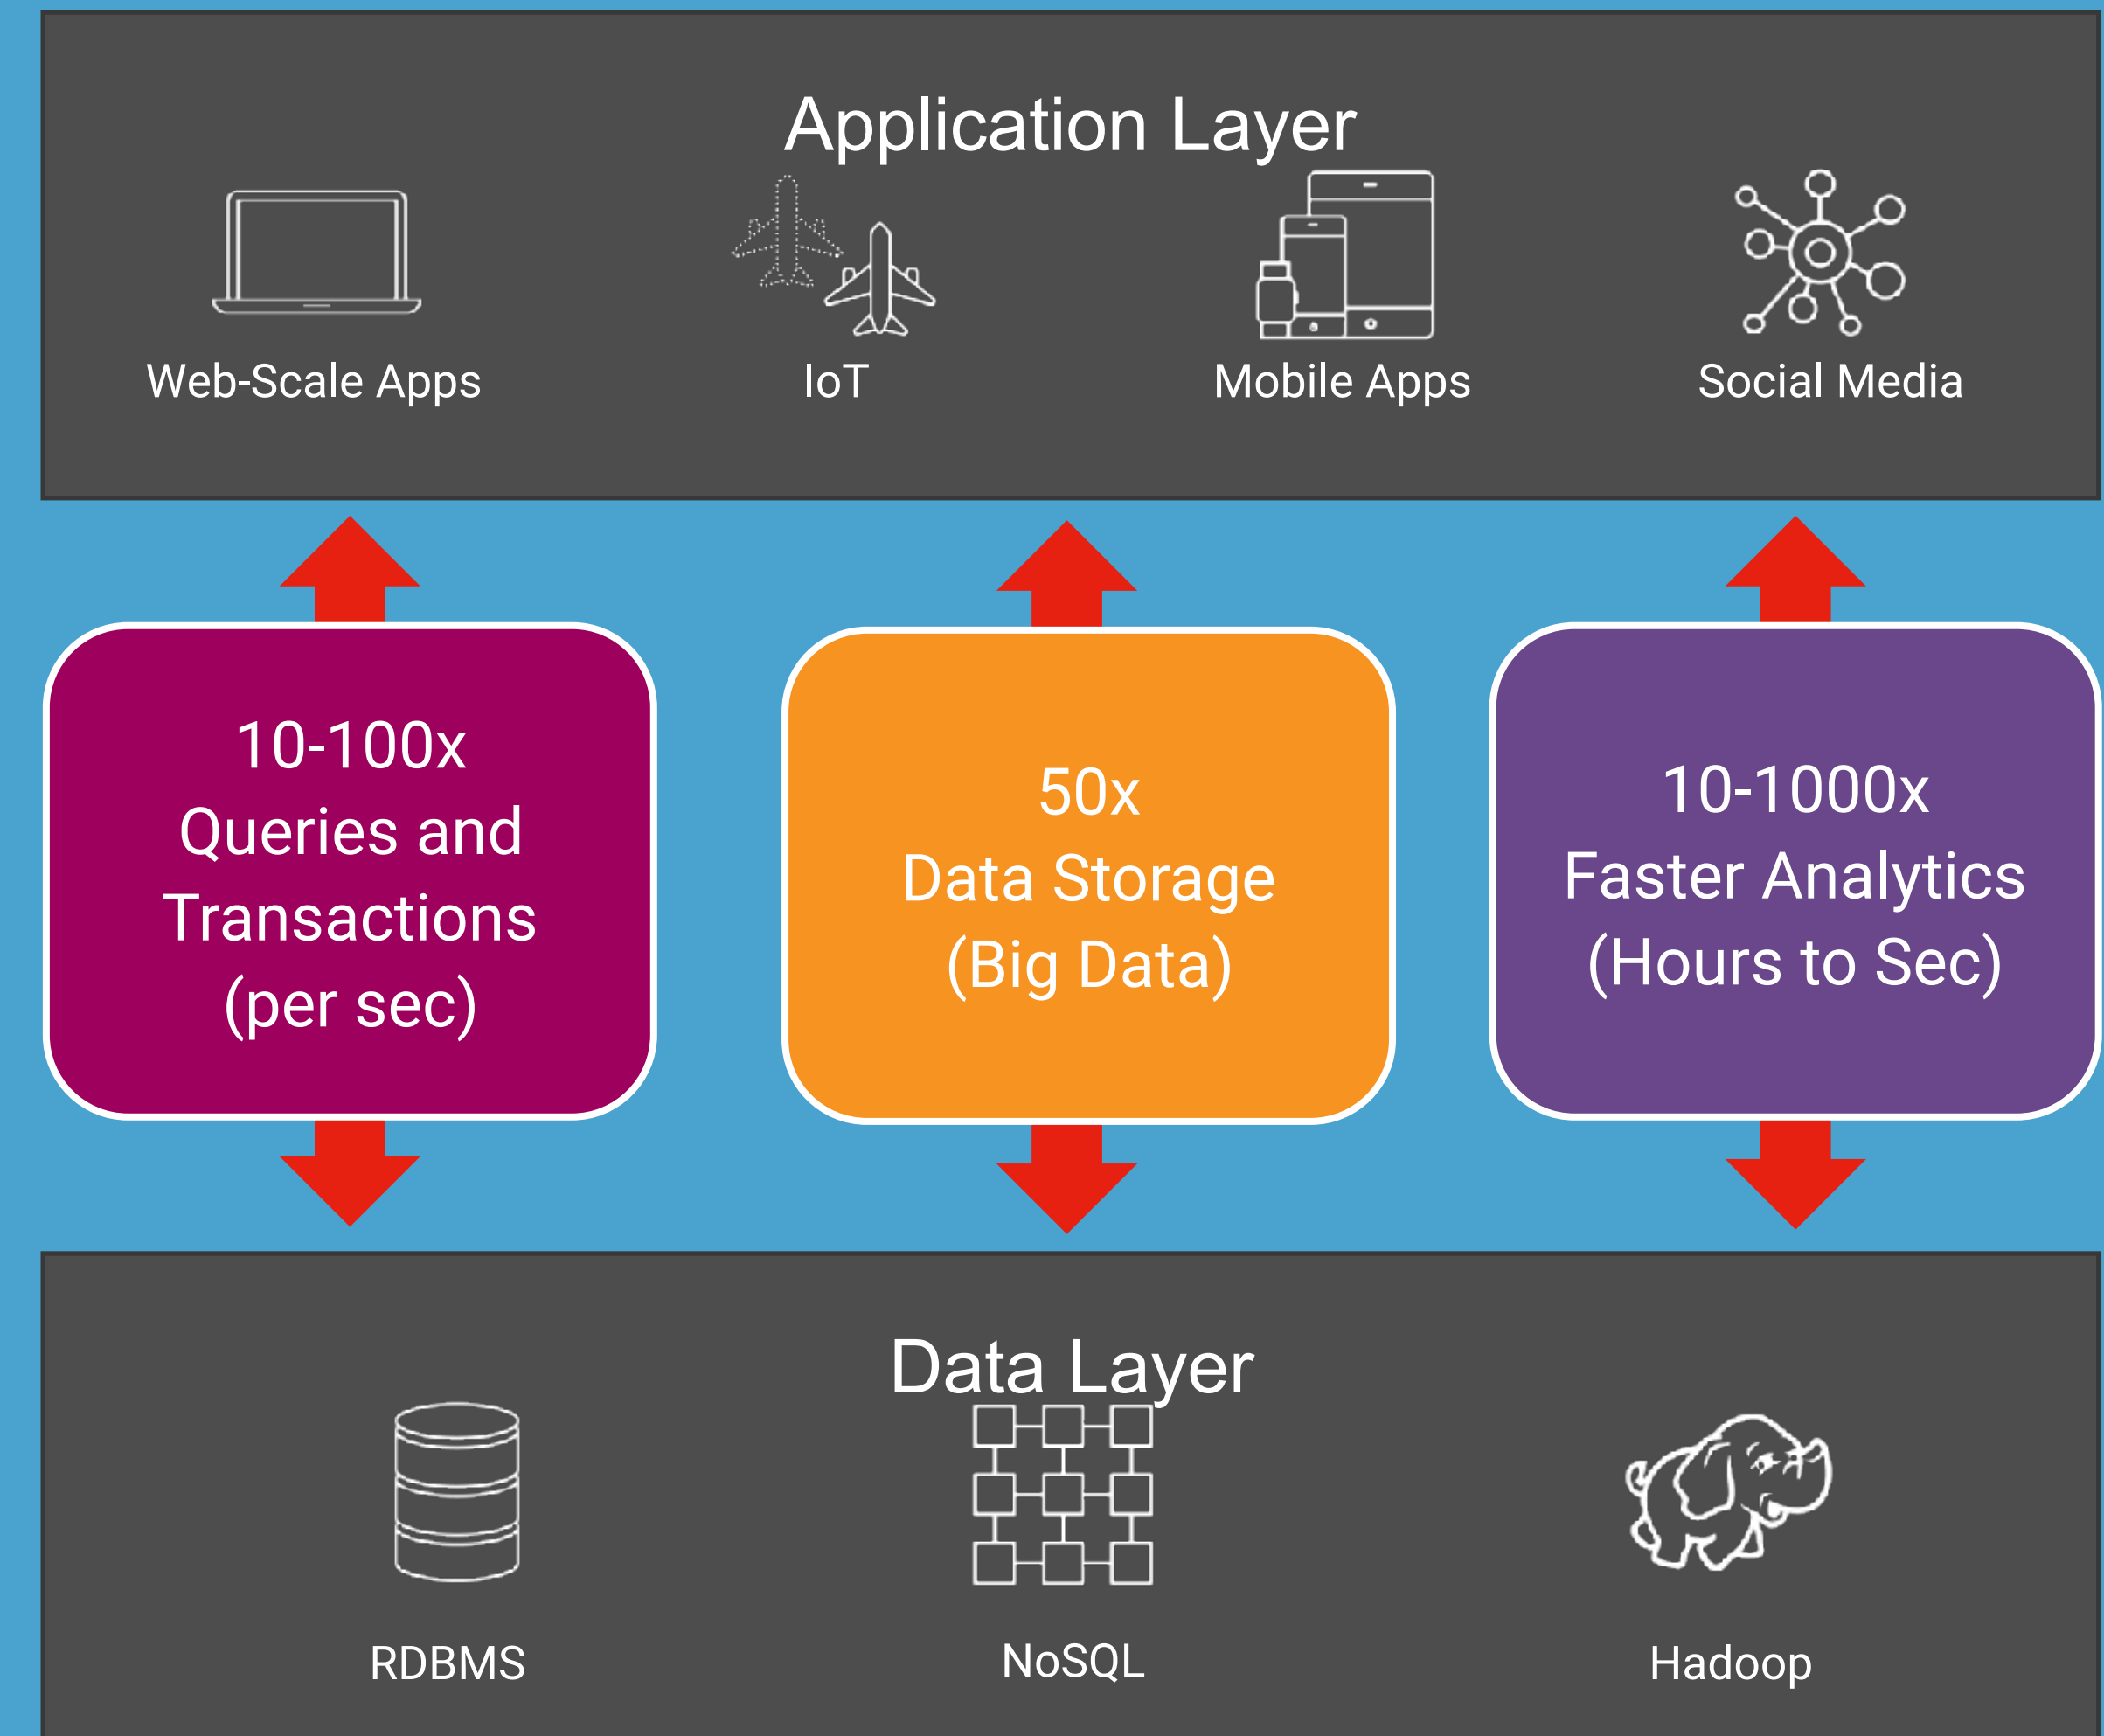 Application Layer
Web-Scale Apps
IoT
Mobile Apps
Social Media
10-100x
Queries and
Transactions
(per sec)
50x
Data Storage
(Big Data)
10-1000x
Faster Analytics
(Hours to Sec)
Data Layer
RDBMS
NoSQL
Hadoop